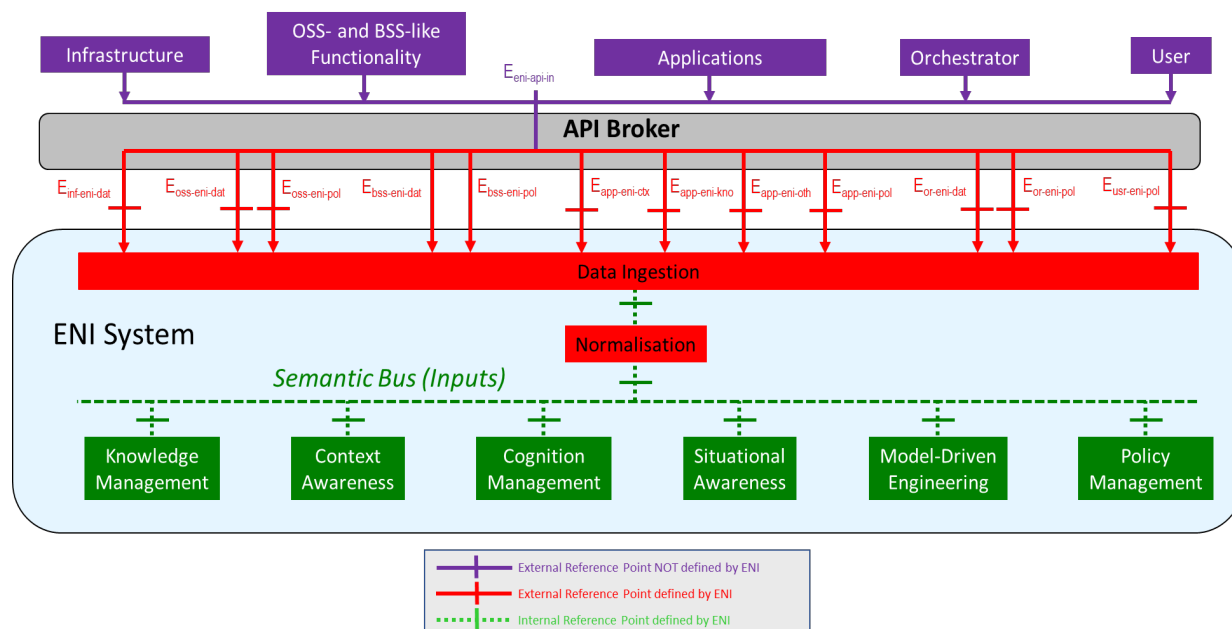 OSS- and BSS-like
Functionality
Infrastructure
Applications
Orchestrator
User
Eeni-api-in
API Broker
Einf-eni-dat
Eoss-eni-dat
Eoss-eni-pol
Ebss-eni-dat
Ebss-eni-pol
Eapp-eni-ctx
Eapp-eni-kno
Eapp-eni-oth
Eapp-eni-pol
Eor-eni-dat
Eor-eni-pol
Eusr-eni-pol
Data Ingestion
ENI System
Normalisation
Semantic Bus (Inputs)
Knowledge
Management
Context
Awareness
Cognition
Management
Situational
Awareness
Model-Driven
Engineering
Policy
Management
External Reference Point NOT defined by ENI
External Reference Point defined by ENI
Internal Reference Point defined by ENI